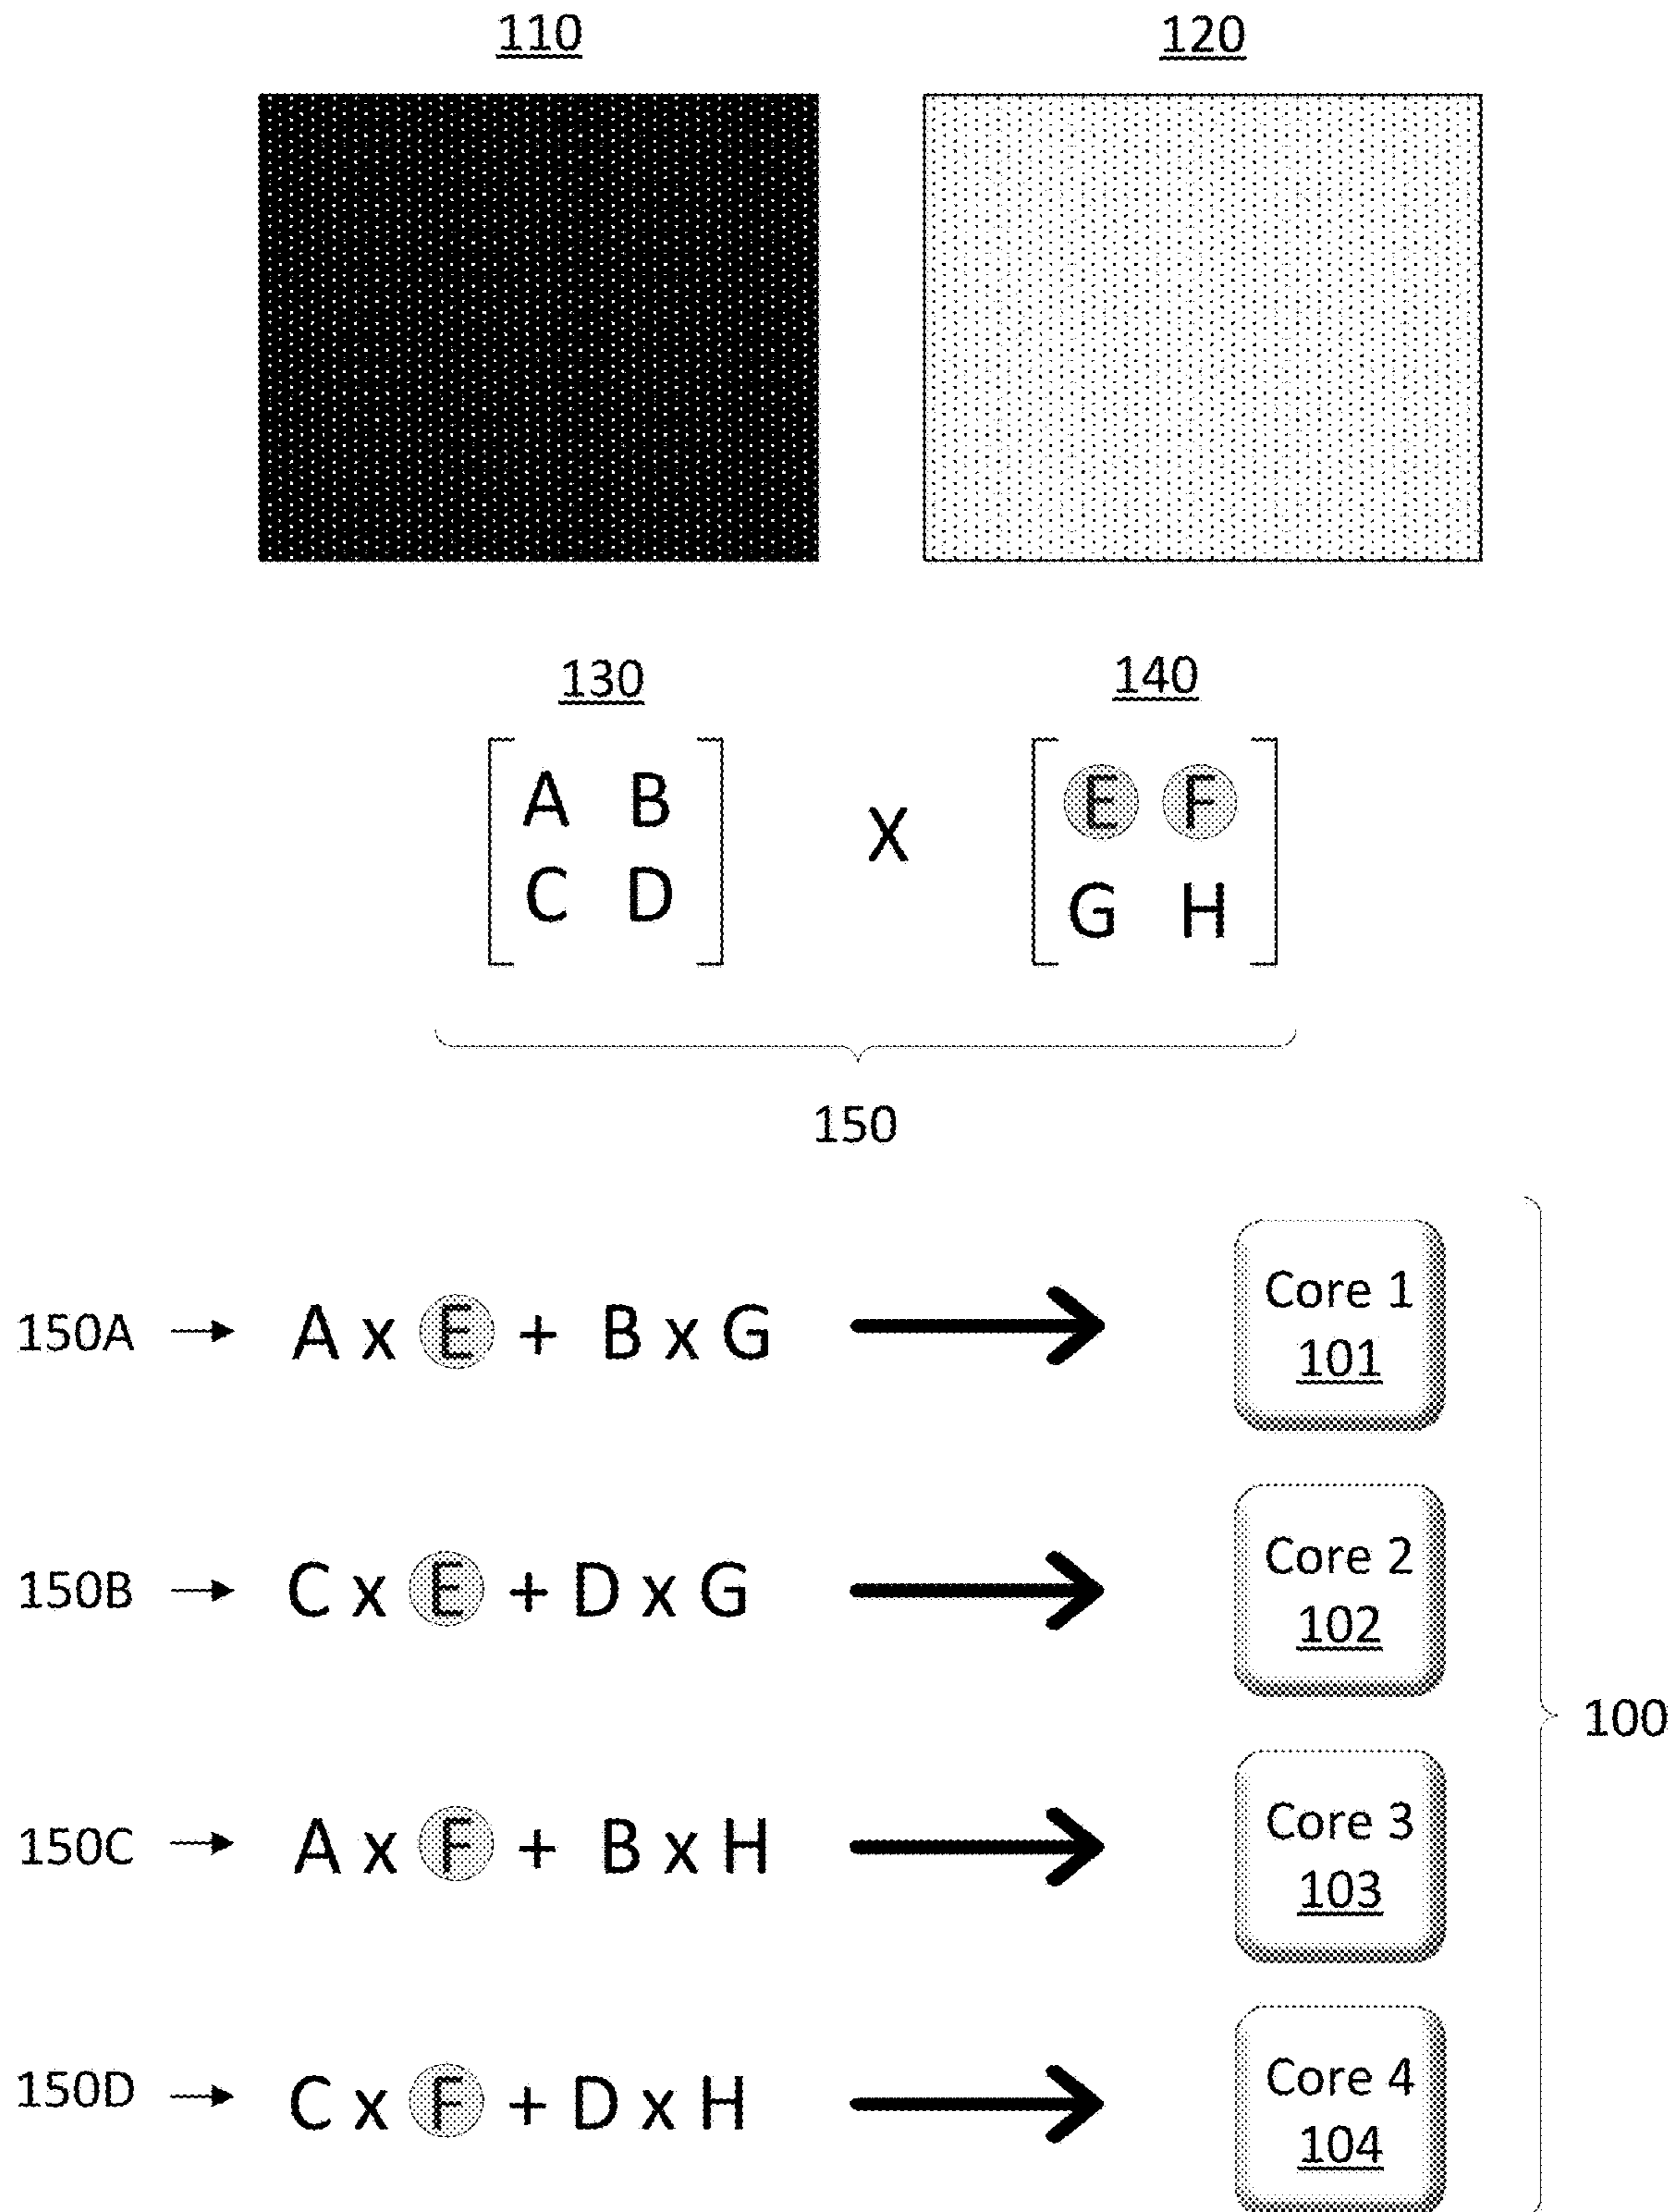 110 120
130 140
A B
C D
X
E F
G H
150
150A A x E + B x G Core 1
101
150B C x E + D x G Core 2
102
100
150C A x F + B x H Core 3
103
150D C x F + D x H Core 4
104